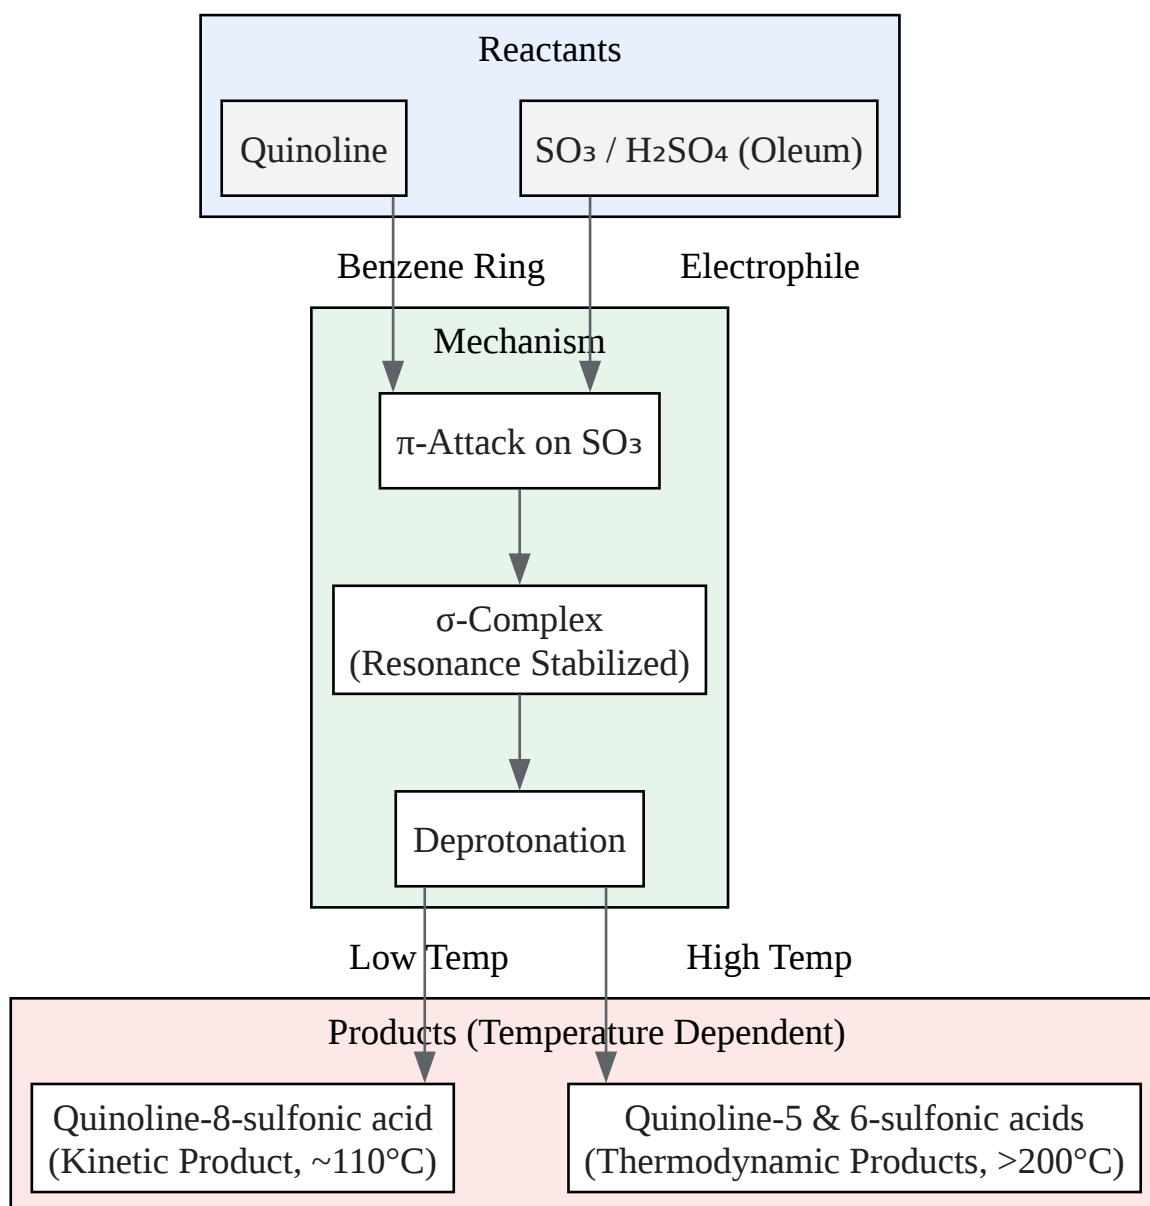 Reactants
Quinoline
SO₃ / H₂SO₄ (Oleum)
Benzene Ring
Electrophile
Mechanism
π-Attack on SO₃
σ-Complex
(Resonance Stabilized)
Deprotonation
Low Temp
High Temp
Products (Temperature Dependent)
Quinoline-8-sulfonic acid
(Kinetic Product, ~110°C)
Quinoline-5 & 6-sulfonic acids
(Thermodynamic Products, >200°C)